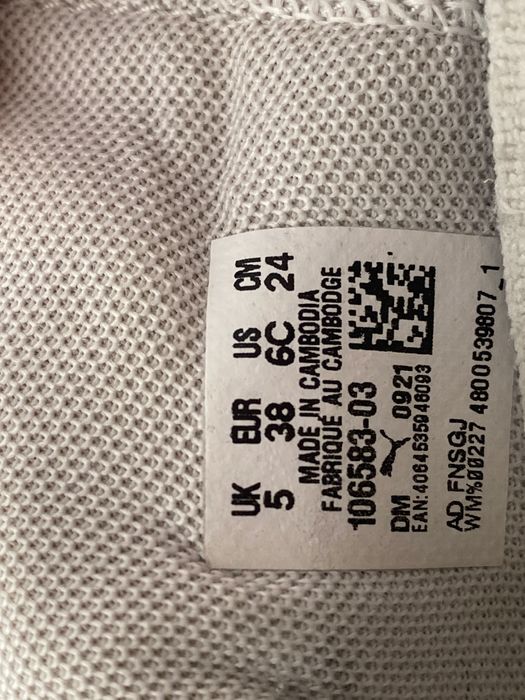 UK EUR US CM
5 38 6C 24
MADE IN CAMBODIA
FABRIQUE AU CAMBODGE
106583-03
DM 0921
EAN:4064535946093
AD FNSGJ
WM%00227 4800539807_1